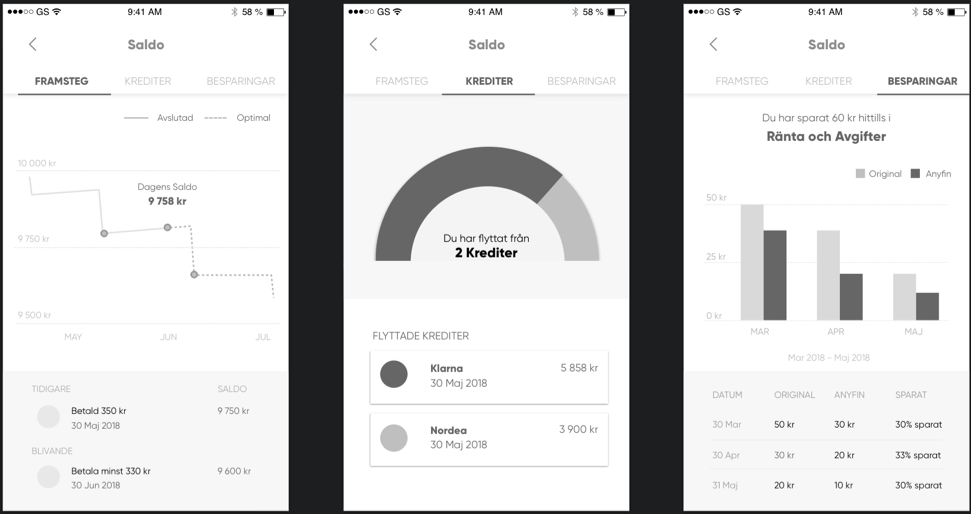 GS 9:41 AM 58 %
Saldo
FRAMSTEG KREDITER BESPARINGAR
Avslutad Optimal
10 000 kr
Dagens Saldo
9 758 kr
9 750 kr
9 500 kr
MAY JUN JUL
TIDIGARE SALDO
Betald 350 kr 9 750 kr
30 Maj 2018
BLIVANDE
Betala minst 330 kr 9 600 kr
30 Jun 2018
GS 9:41 AM 58 %
Saldo
FRAMSTEG KREDITER BESPARINGAR
Du har flyttat från
2 Krediter
FLYTTADE KREDITER
Klarna 5 858 kr
30 Maj 2018
Nordea 3 900 kr
30 Maj 2018
GS 9:41 AM 58 %
Saldo
FRAMSTEG KREDITER BESPARINGAR
Du har sparat 60 kr hittills i
Ränta och Avgifter
Original Anyfin
50 kr
25 kr
0 kr
MAR APR MAJ
Mar 2018 - Maj 2018
DATUM ORIGINAL ANYFIN SPARAT
30 Mar 50 kr 30 kr 30% sparat
30 Apr 30 kr 20 kr 33% sparat
31 Maj 20 kr 10 kr 30% sparat